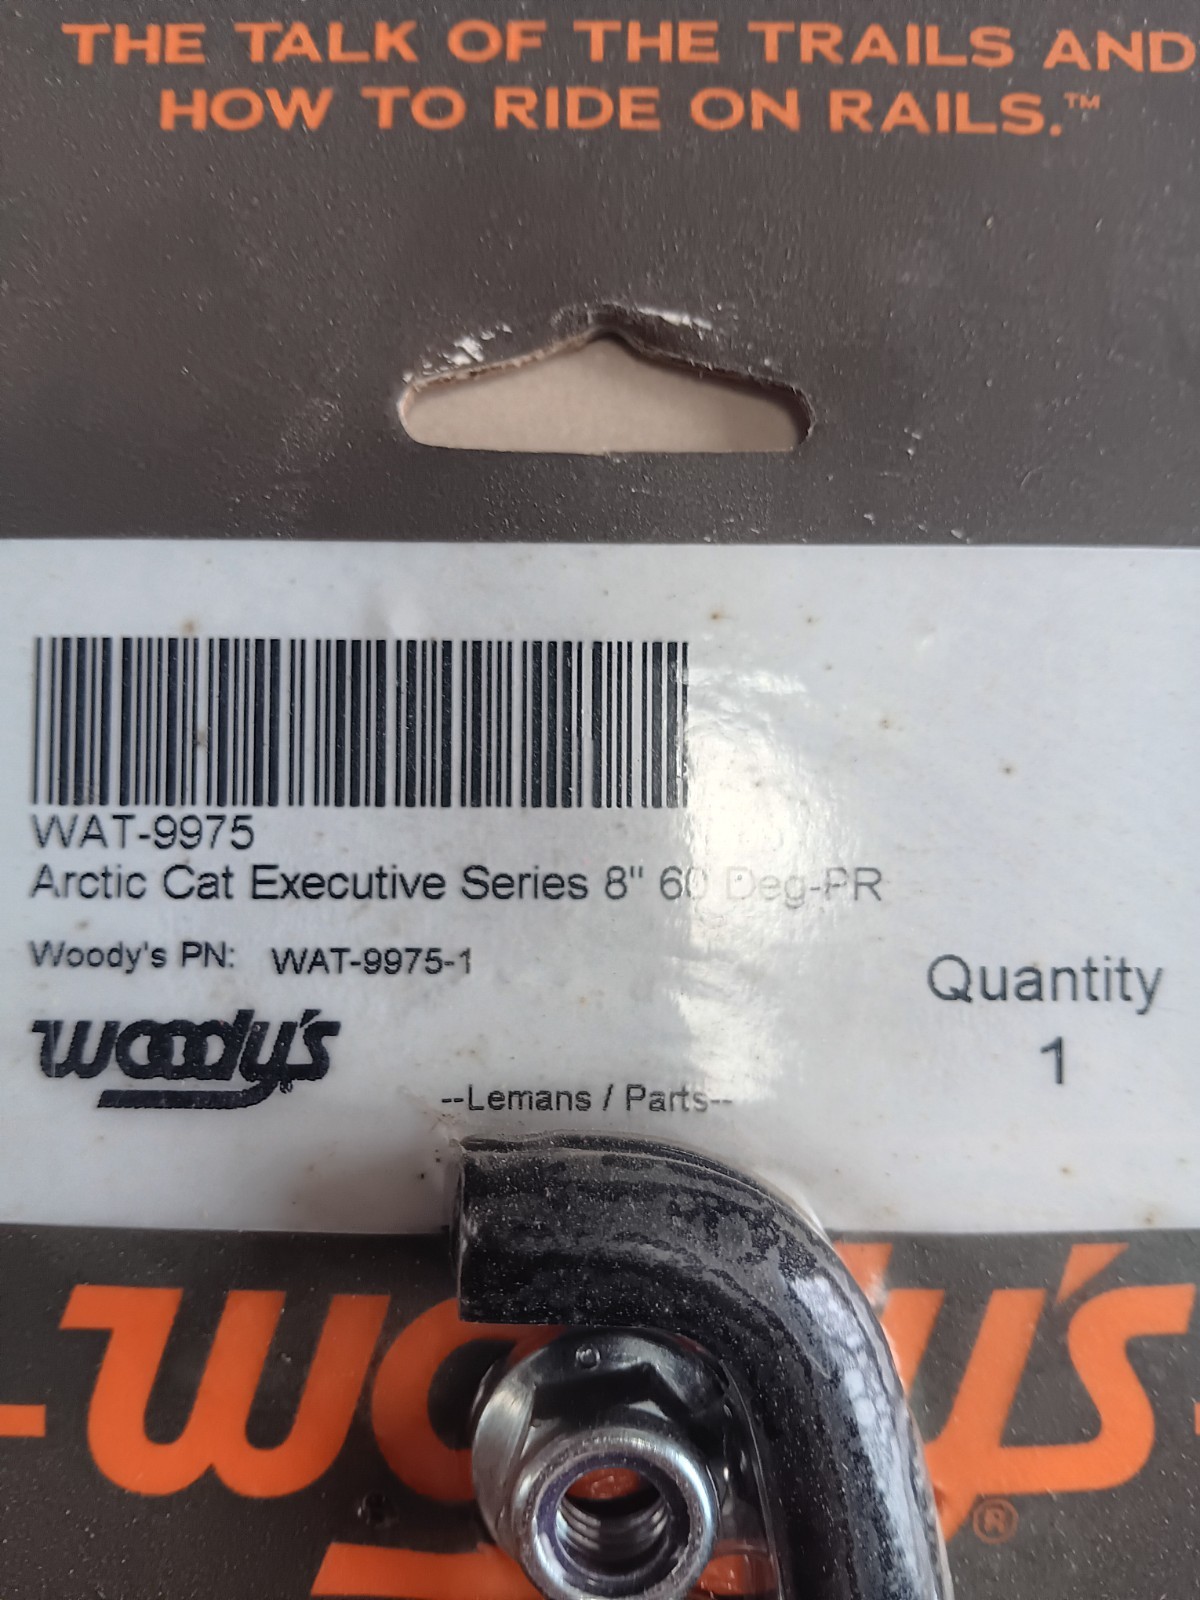 THE TALK OF THE TRAILS AND
HOW TO RIDE ON RAILS.™
WAT-9975
Arctic Cat Executive Series 8" 60 Deg-PR
Woody's PN: WAT-9975-1
Quantity
1
woody's®
--Lemans / Parts--